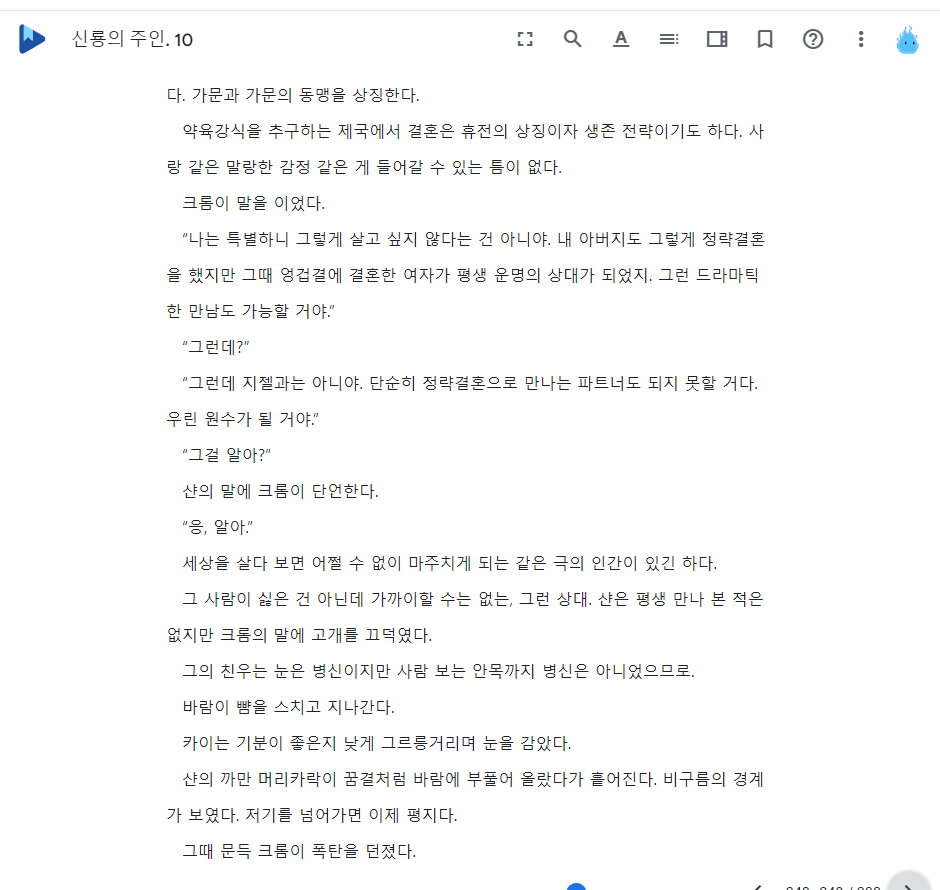 신룡의 주인. 10
다. 가문과 가문의 동맹을 상징한다.
약육강식을 추구하는 제국에서 결혼은 휴전의 상징이자 생존 전략이기도 하다. 사
랑 같은 말랑한 감정 같은 게 들어갈 수 있는 틈이 없다.
크롬이 말을 이었다.
“나는 특별하니 그렇게 살고 싶지 않다는 건 아니야. 내 아버지도 그렇게 정략결혼
을 했지만 그때 엉겁결에 결혼한 여자가 평생 운명의 상대가 되었지. 그런 드라마틱
한 만남도 가능할 거야.”
“그런데?”
“그런데 지젤과는 아니야. 단순히 정략결혼으로 만나는 파트너도 되지 못할 거다.
우린 원수가 될 거야.”
“그걸 알아?”
샨의 말에 크롬이 단언한다.
“응, 알아.”
세상을 살다 보면 어쩔 수 없이 마주치게 되는 같은 극의 인간이 있긴 하다.
그 사람이 싫은 건 아닌데 가까이할 수는 없는, 그런 상대. 샨은 평생 만나 본 적은
없지만 크롬의 말에 고개를 끄덕였다.
그의 친우는 눈은 병신이지만 사람 보는 안목까지 병신은 아니었으므로.
바람이 뺨을 스치고 지나간다.
카이는 기분이 좋은지 낮게 그르릉거리며 눈을 감았다.
샨의 까만 머리카락이 꿈결처럼 바람에 부풀어 올랐다가 흩어진다. 비구름의 경계
가 보였다. 저기를 넘어가면 이제 평지다.
그때 문득 크롬이 폭탄을 던졌다.